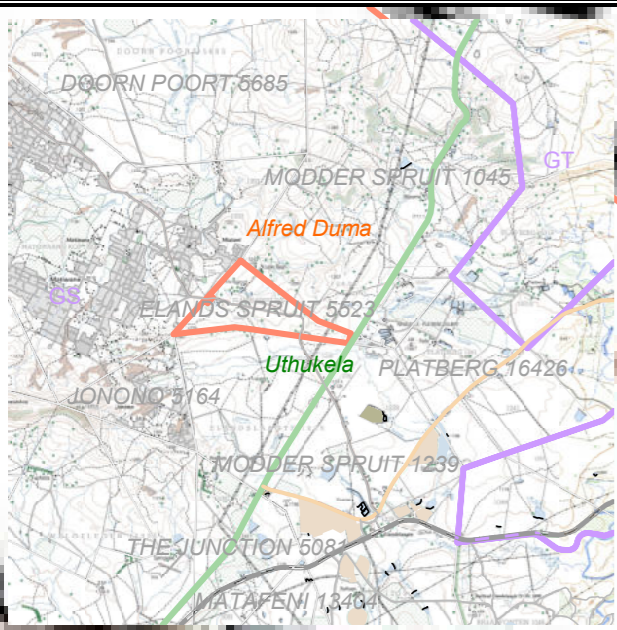 DOORN POORT 5685
GT
MODDER SPRUIT 1045
Alfred Duma
GS
ELANDS SPRUIT 5523
Uthukela
PLATBERG 16426
JONONO 5164
MODDER SPRUIT 1239
THE JUNCTION 5081
MATAFENI 13404